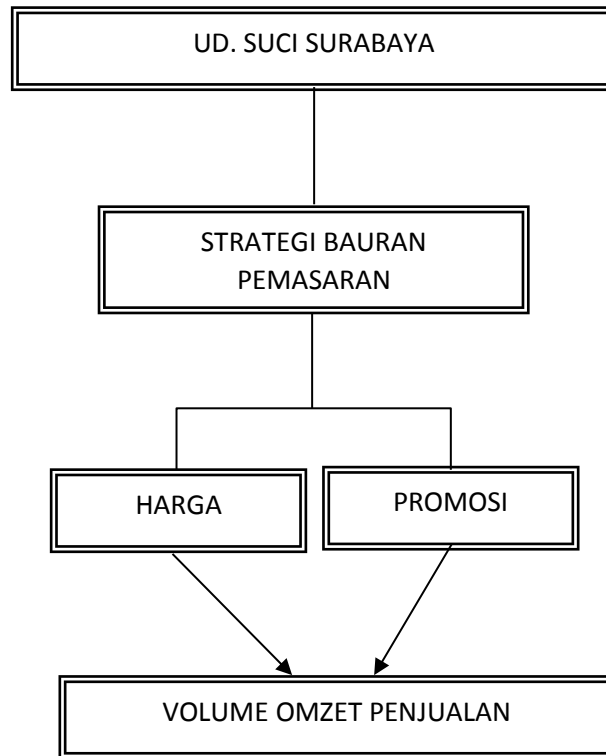 UD. SUCI SURABAYA
STRATEGI BAURAN
PEMASARAN
HARGA
PROMOSI
VOLUME OMZET PENJUALAN